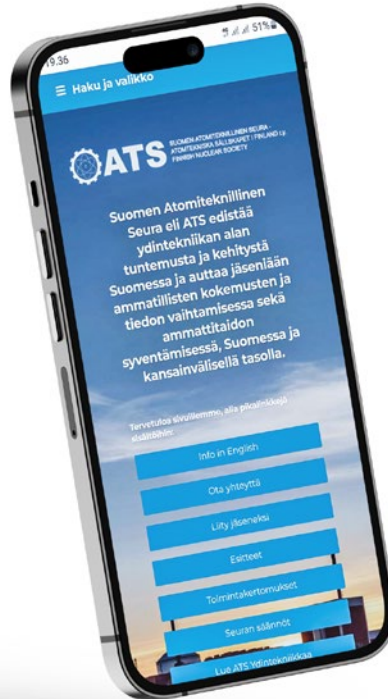 19.36
51%
Haku ja valikko
ATS
SUOMEN ATOMITEKNILLINEN SEURA -
ATOMTEKNISKA SÄLLSKAPET I FINLAND r.y.
FINNISH NUCLEAR SOCIETY
Suomen Atomiteknillinen
Seura eli ATS edistää
ydintekniikan alan
tuntemusta ja kehitystä
Suomessa ja auttaa jäseniään
ammatillisten kokemusten ja
tiedon vaihtamisessa sekä
ammattitaidon
syventämisessä, Suomessa ja
kansainvälisellä tasolla.
Tervetuloa sivuillemme, alla pikalinkkejä
sisältöihin:
Info in English
Ota yhteyttä
Liity jäseneksi
Esitteet
Toimintakertomukset
Seuran säännöt
Lue ATS Ydintekniikkaa